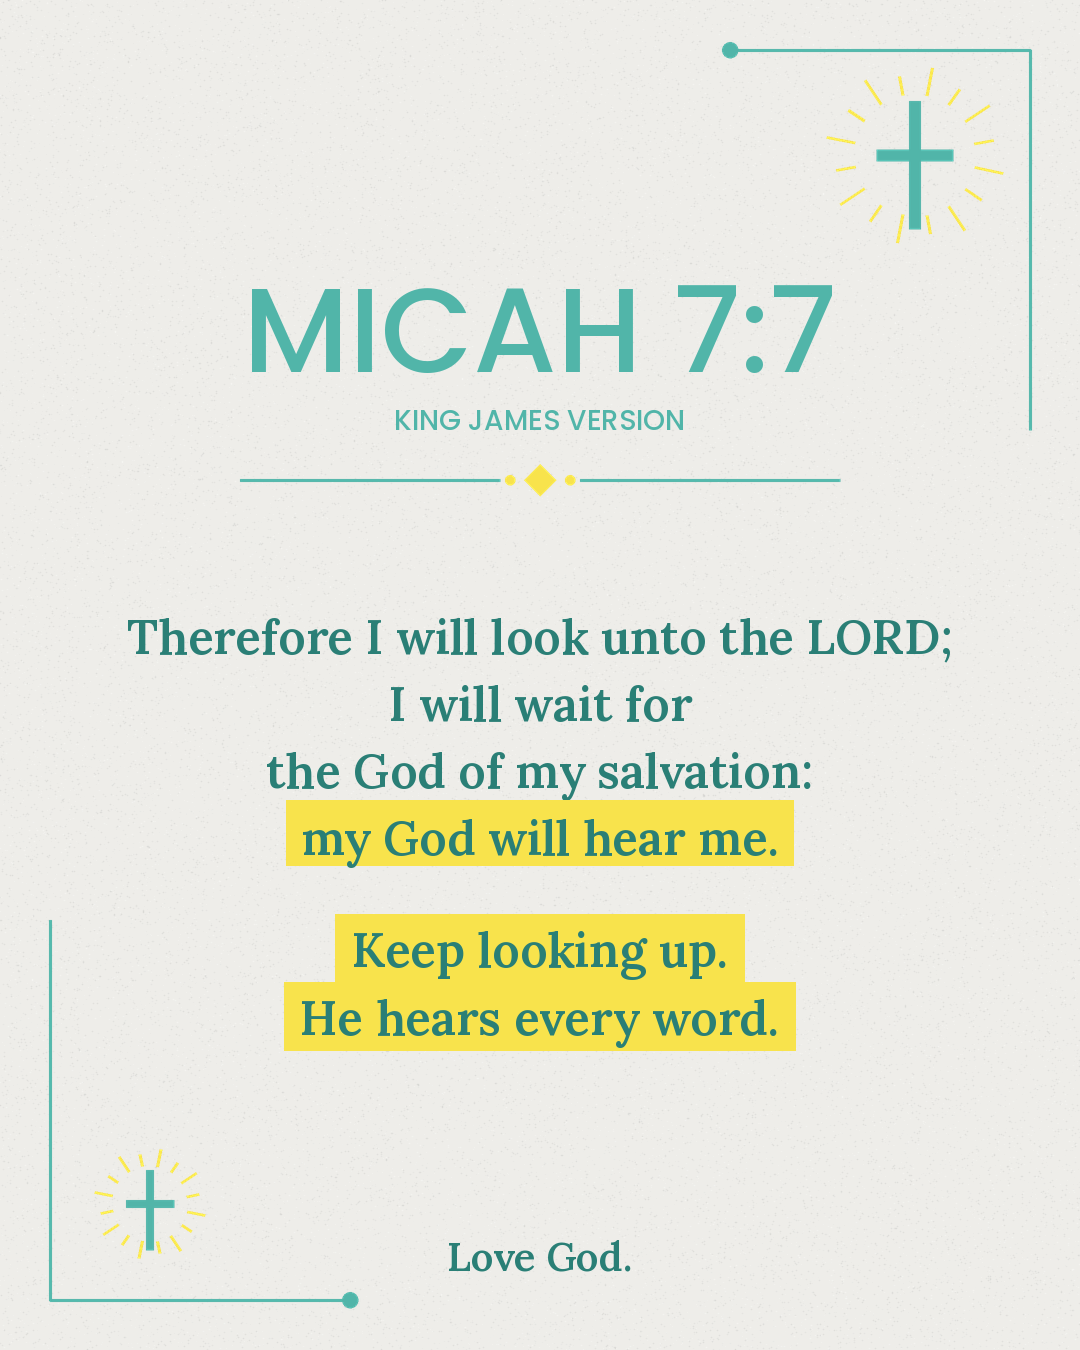 MICAH 7:7
KING JAMES VERSION
Therefore I will look unto the LORD;
I will wait for
the God of my salvation:
my God will hear me.
Keep looking up.
He hears every word.
Love God.